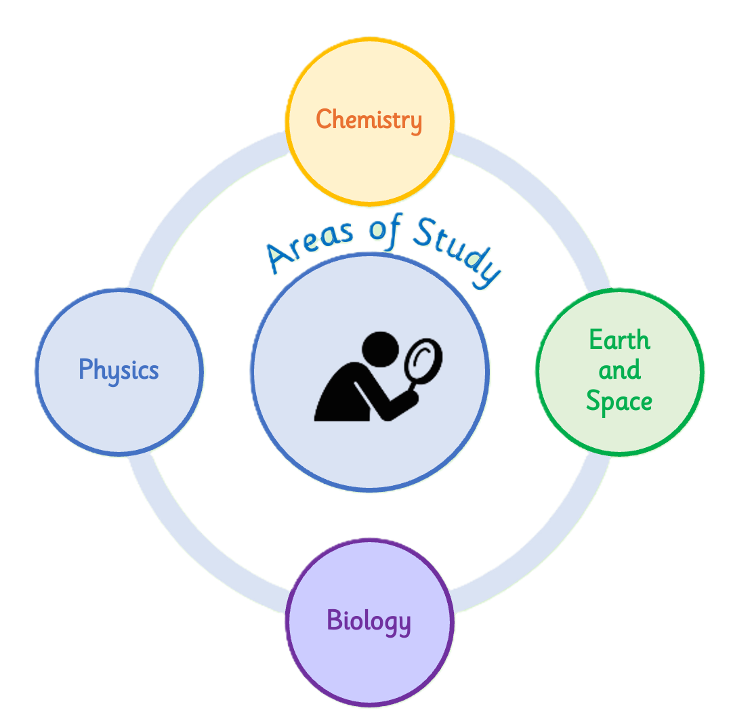 Chemistry
Areas of Study
Physics
Earth
and
Space
Biology